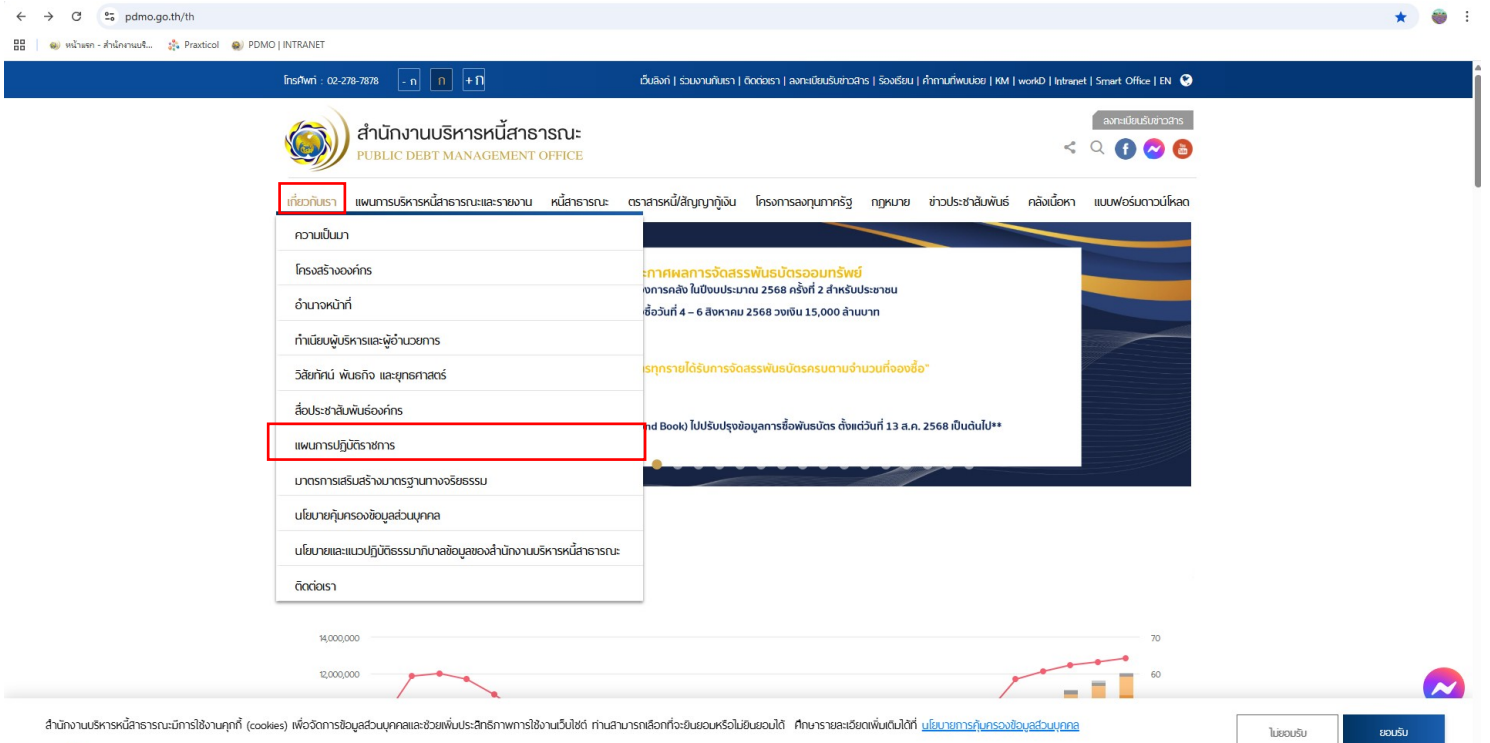 pdmo.go.th/th
หน้าแรก - สำนักงานบริ... Praxticol PDMO | INTRANET
โทรศัพท์ : 02-278-7878 - ก ก + ก เว็บลิงก์ | ร่วมงานกับเรา | ติดต่อเรา | ลงทะเบียนรับข่าวสาร | ร้องเรียน | คำถามที่พบบ่อย | KM | workD | Intranet | Smart Office | EN
ลงทะเบียนรับข่าวสาร
สำนักงานบริหารหนี้สาธารณะ
PUBLIC DEBT MANAGEMENT OFFICE
เกี่ยวกับเรา แผนการบริหารหนี้สาธารณะและรายงาน หนี้สาธารณะ ตราสารหนี้/สัญญากู้เงิน โครงการลงทุนภาครัฐ กฎหมาย ข่าวประชาสัมพันธ์ คลังเนื้อหา แบบฟอร์มดาวน์โหลด
ความเป็นมา
โครงสร้างองค์กร
ะกาศผลการจัดสรรพันธบัตรออมทรัพย์
งการคลัง ในปีงบประมาณ 2568 ครั้งที่ 2 สำหรับประชาชน
อำนาจหน้าที่
งซื้อวันที่ 4 – 6 สิงหาคม 2568 วงเงิน 15,000 ล้านบาท
ทำเนียบผู้บริหารและผู้อำนวยการ
วิสัยทัศน์ พันธกิจ และยุทธศาสตร์
รทุกรายได้รับการจัดสรรพันธบัตรครบตามจำนวนที่จองซื้อ"
สื่อประชาสัมพันธ์องค์กร
nd Book) ไปปรับปรุงข้อมูลการซื้อพันธบัตร ตั้งแต่วันที่ 13 ส.ค. 2568 เป็นต้นไป**
แผนการปฏิบัติราชการ
มาตรการเสริมสร้างมาตรฐานทางจริยธรรม
นโยบายคุ้มครองข้อมูลส่วนบุคคล
นโยบายและแนวปฏิบัติธรรมาภิบาลข้อมูลของสำนักงานบริหารหนี้สาธารณะ
ติดต่อเรา
14,000,000 70
12,000,000 60
สำนักงานบริหารหนี้สาธารณะมีการใช้งานคุกกี้ (cookies) เพื่อจัดการข้อมูลส่วนบุคคลและช่วยเพิ่มประสิทธิภาพการใช้งานเว็บไซต์ ท่านสามารถเลือกที่จะยินยอมหรือไม่ยินยอมได้ ศึกษารายละเอียดเพิ่มเติมได้ที่ นโยบายการคุ้มครองข้อมูลส่วนบุคคล
ไม่ยอมรับ ยอมรับ